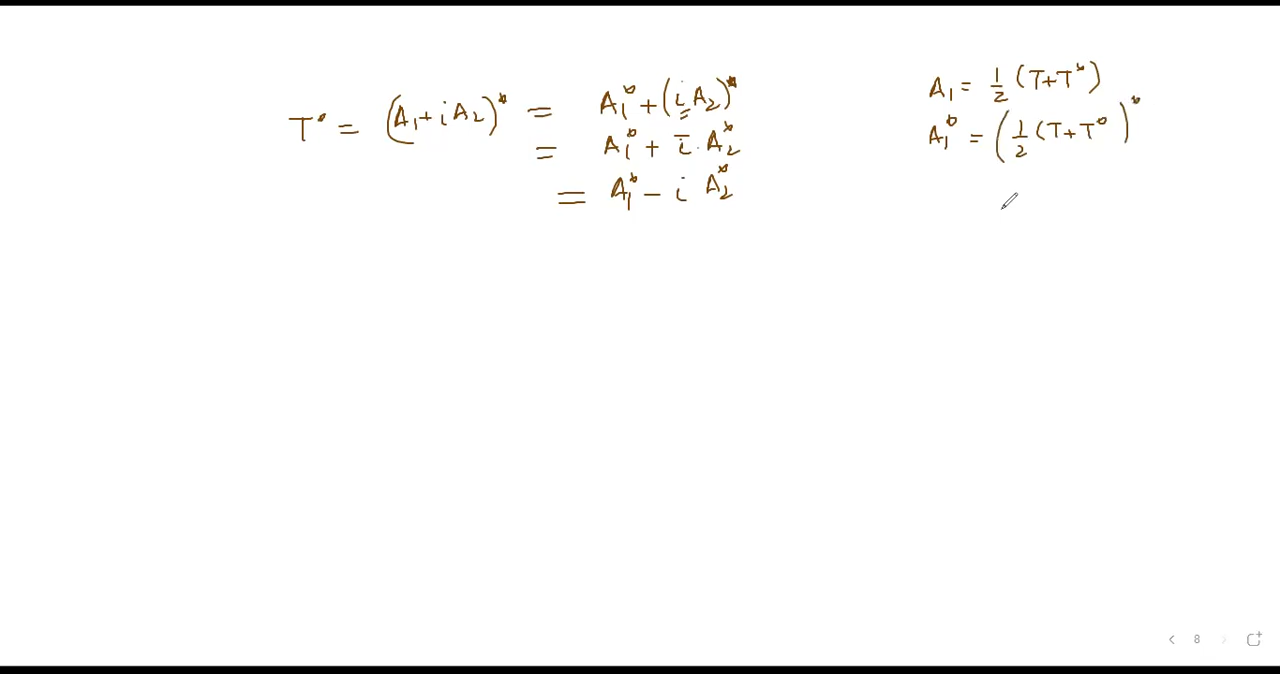 T* = (A₁ + iA₂)* = A₁* + (iA₂)*
= A₁* + i̅ · A₂*
= A₁* − i A₂*
A₁ = 1/2 (T + T*)
A₁* = (1/2 (T + T*)*
8